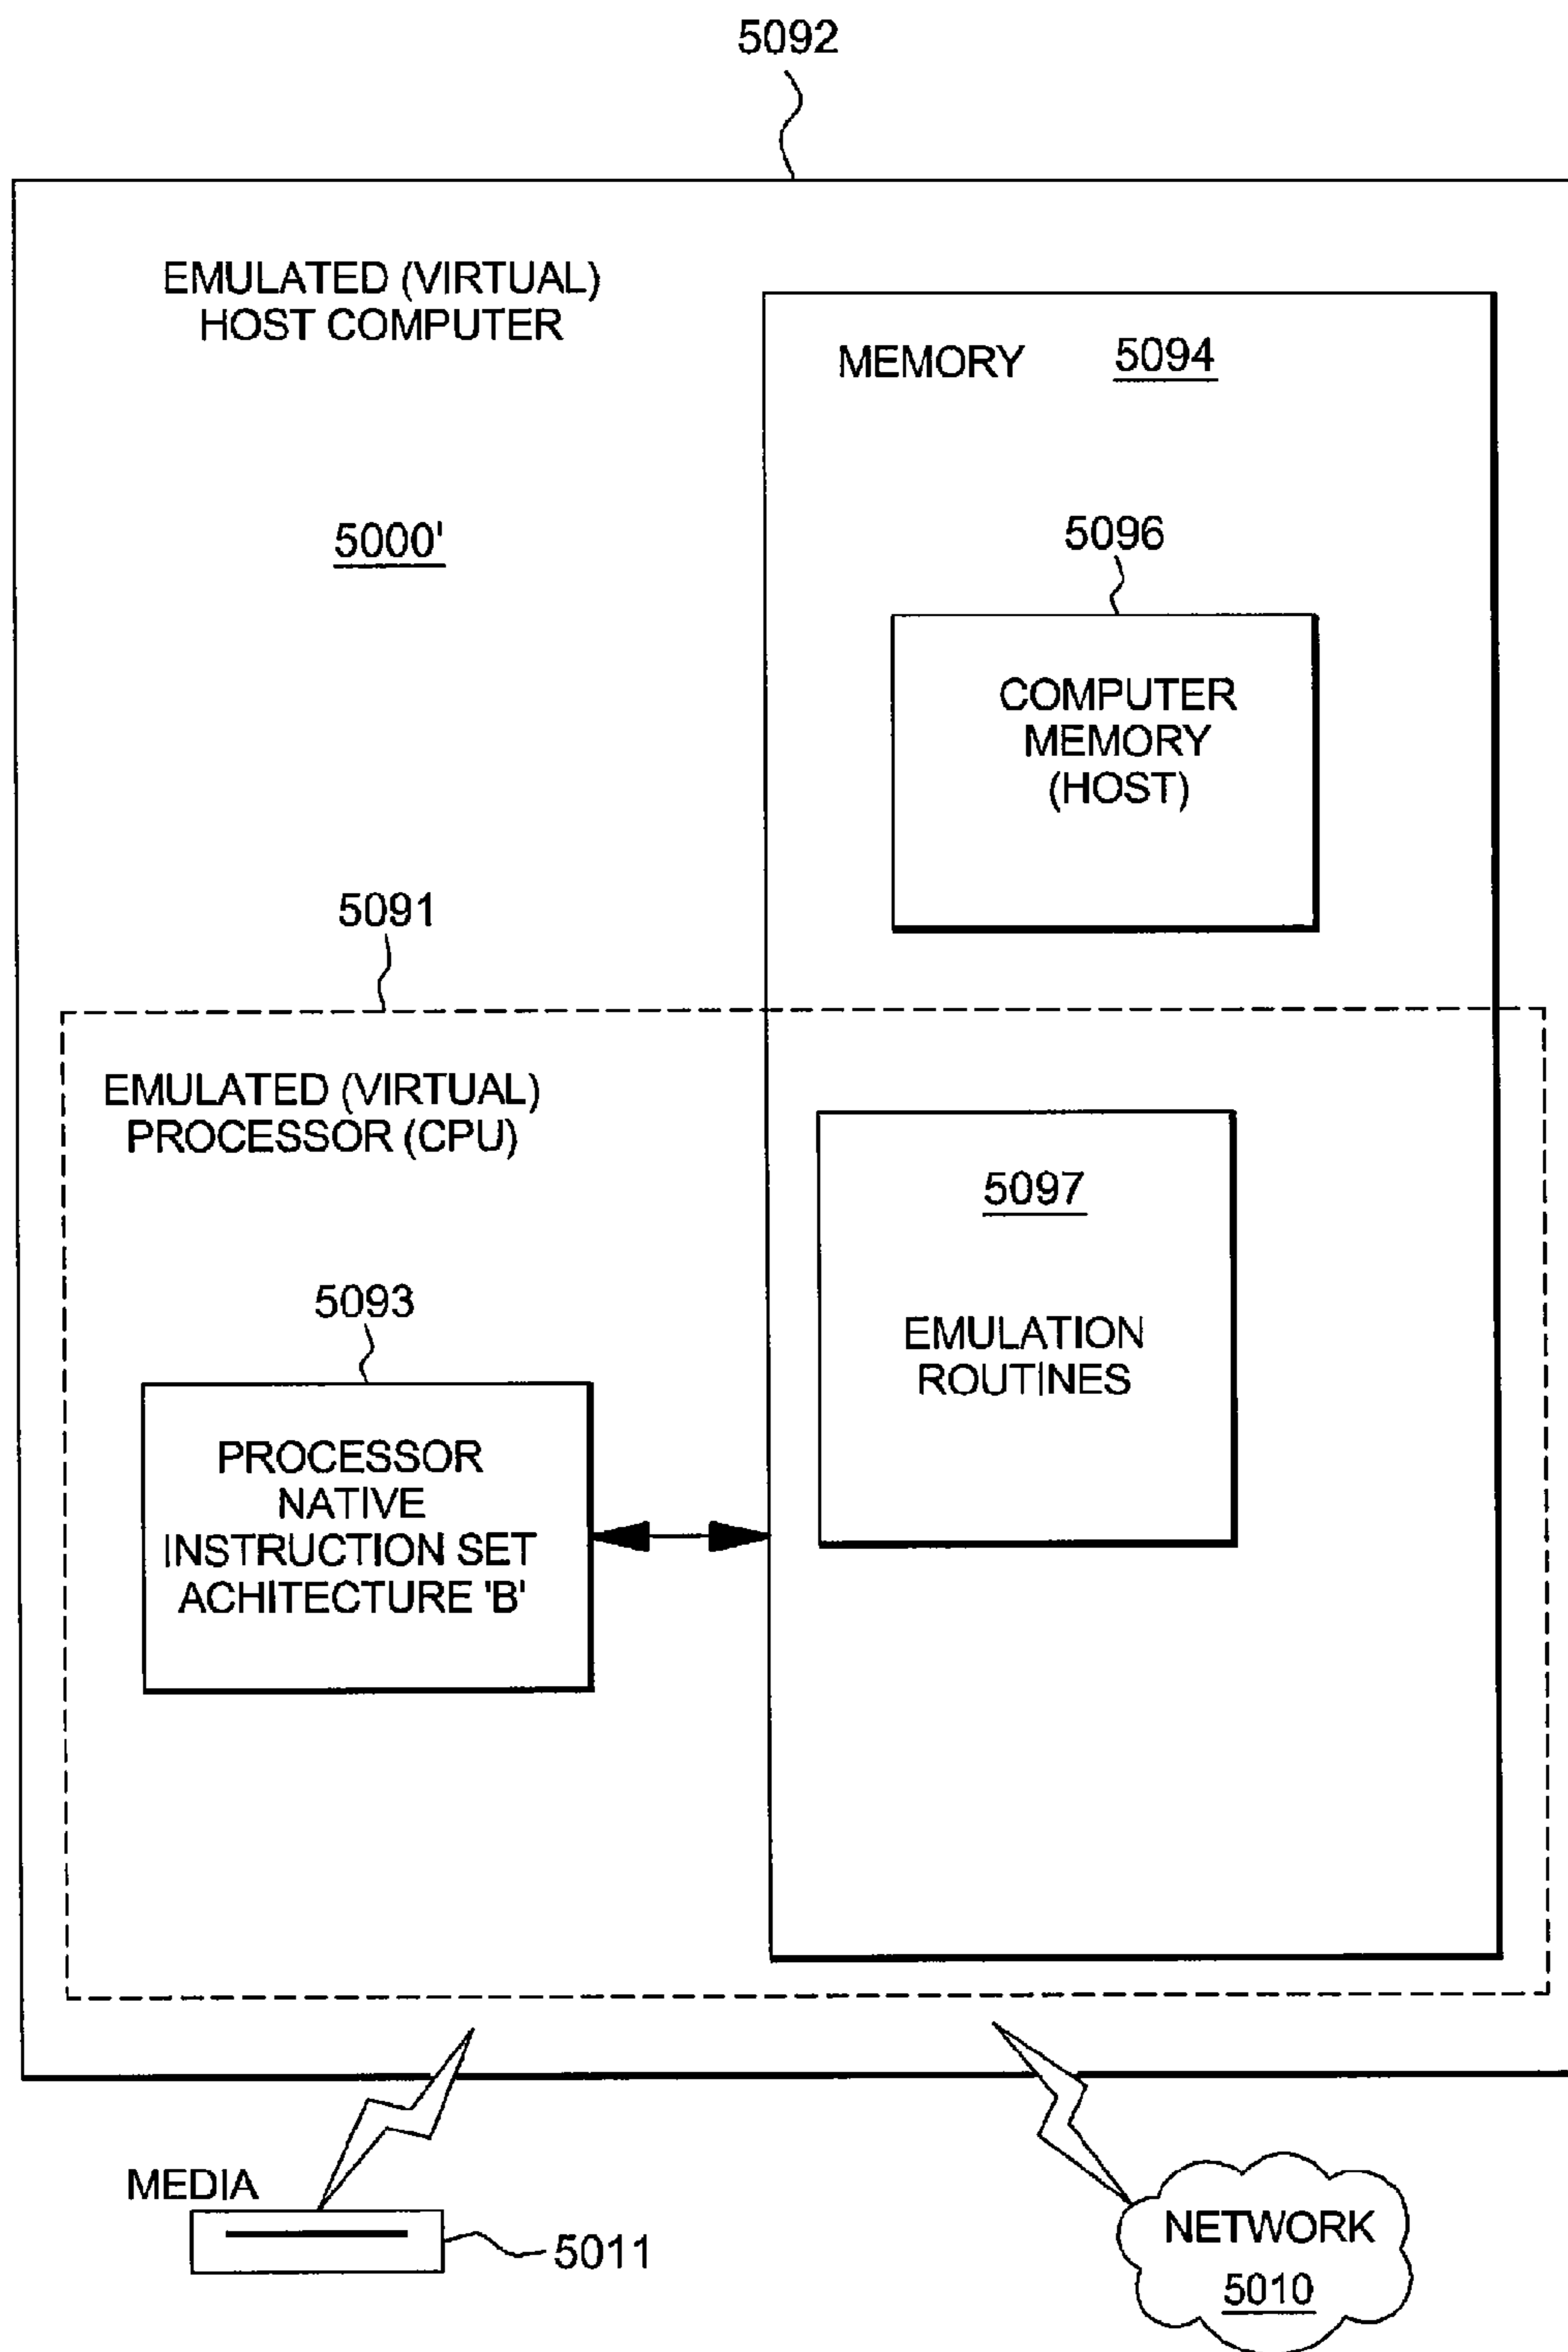 5092
EMULATED (VIRTUAL)
HOST COMPUTER
MEMORY 5094
5000'
5096
COMPUTER
MEMORY
(HOST)
5091
EMULATED (VIRTUAL)
PROCESSOR (CPU)
5097
EMULATION
ROUTINES
5093
PROCESSOR
NATIVE
INSTRUCTION SET
ACHITECTURE 'B'
MEDIA
5011
NETWORK
5010